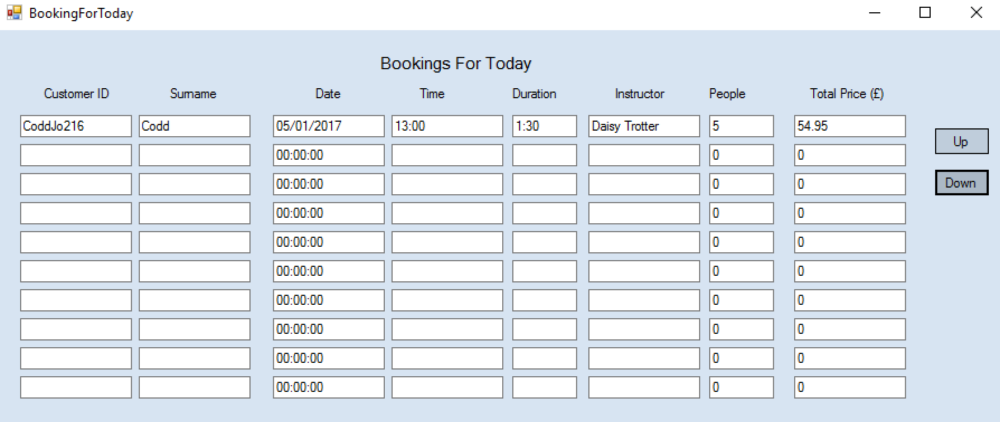 BookingForToday
Bookings For Today
Customer ID Surname Date Time Duration Instructor People Total Price (£)
CoddJo216 Codd 05/01/2017 13:00 1:30 Daisy Trotter 5 54.95
Up
00:00:00 0 0
Down
00:00:00 0 0
00:00:00 0 0
00:00:00 0 0
00:00:00 0 0
00:00:00 0 0
00:00:00 0 0
00:00:00 0 0
00:00:00 0 0